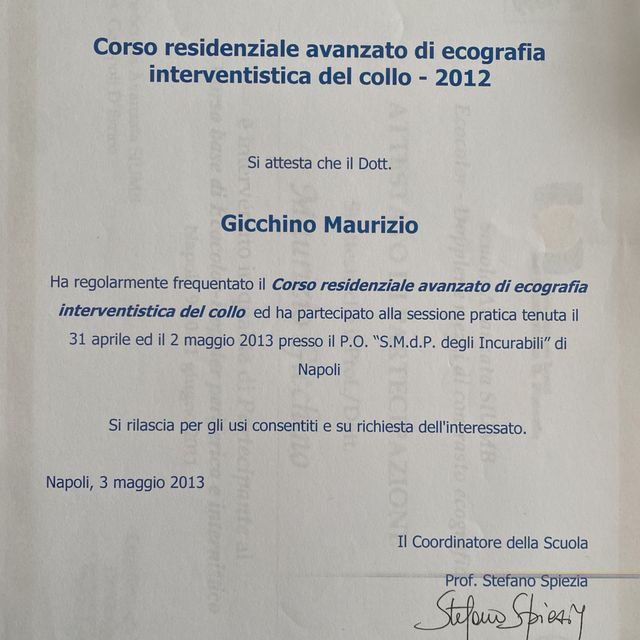 Corso residenziale avanzato di ecografia
interventistica del collo - 2012
Si attesta che il Dott.
Gicchino Maurizio
Ha regolarmente frequentato il Corso residenziale avanzato di ecografia
interventistica del collo ed ha partecipato alla sessione pratica tenuta il
31 aprile ed il 2 maggio 2013 presso il P.O. “S.M.d.P. degli Incurabili” di
Napoli
Si rilascia per gli usi consentiti e su richiesta dell'interessato.
Napoli, 3 maggio 2013
Il Coordinatore della Scuola
Prof. Stefano Spiezia
Stefano Spiezia